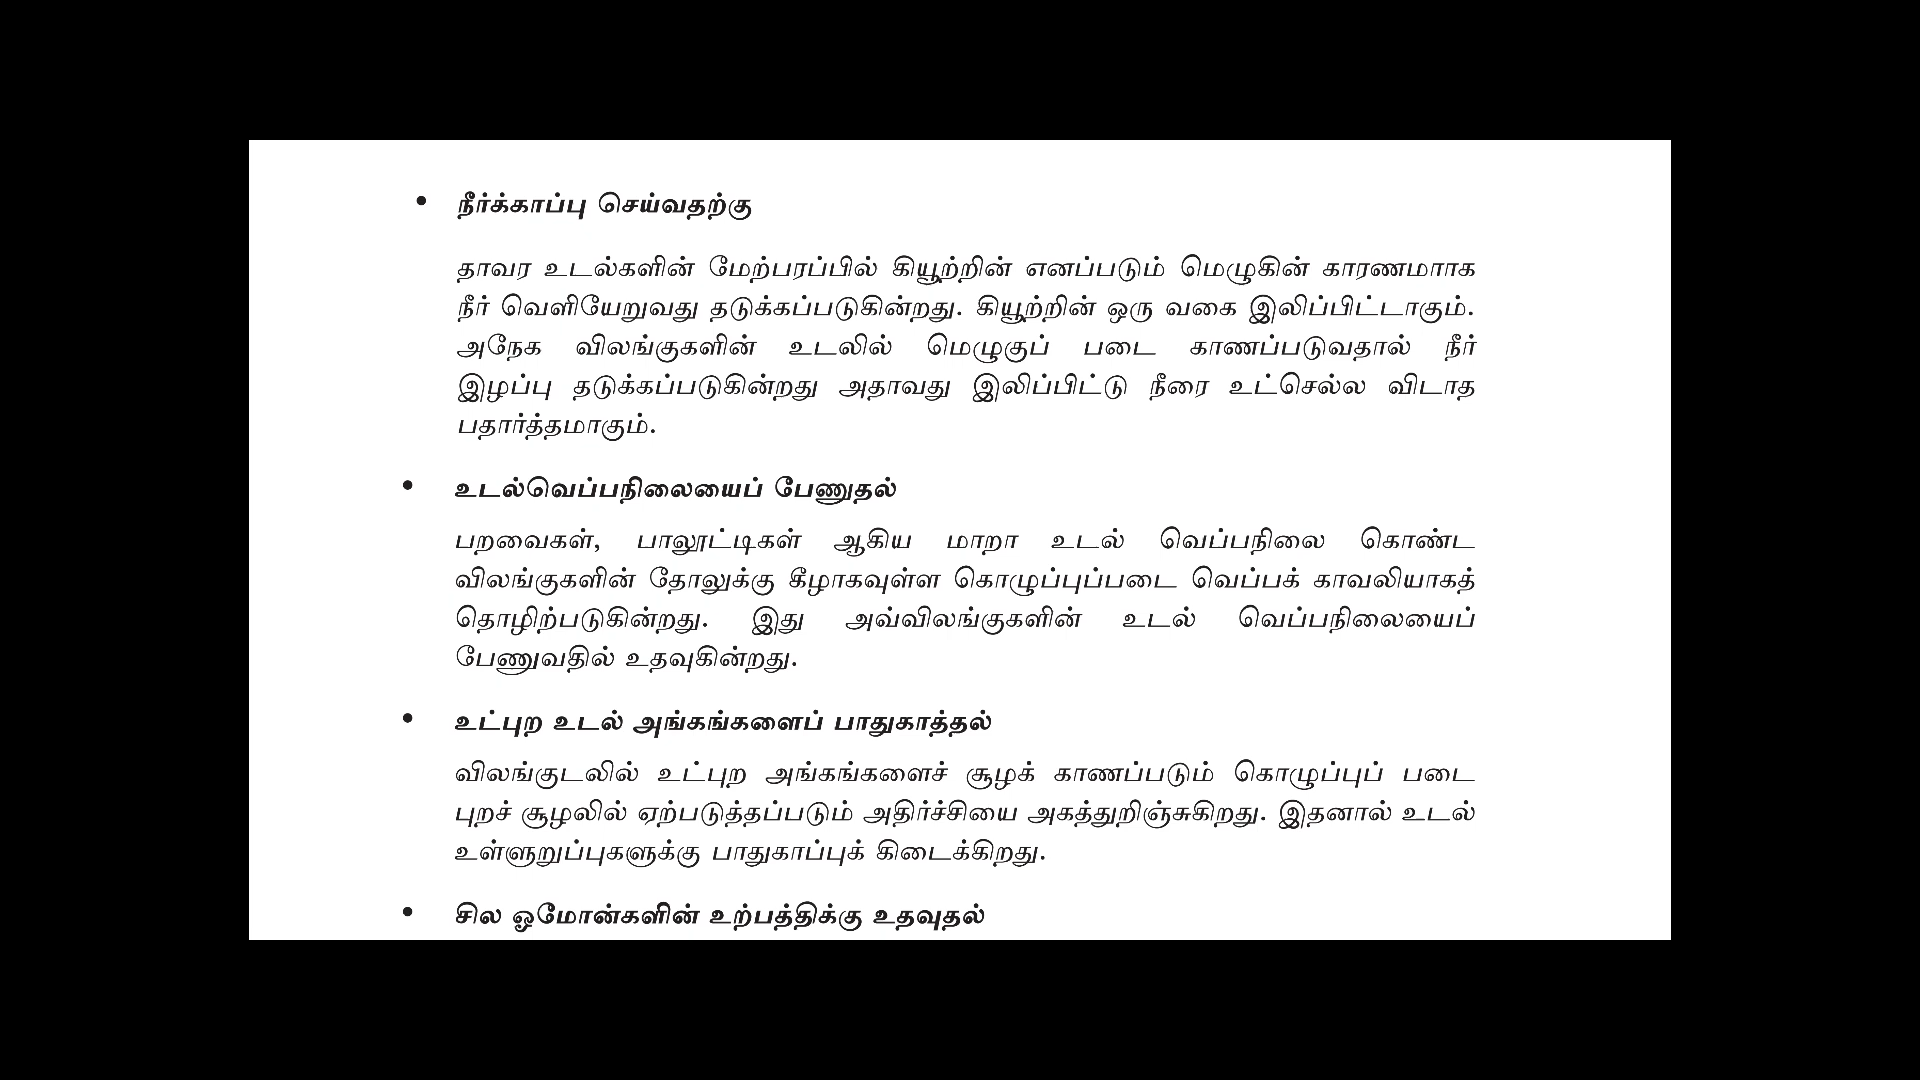 • நீர்க்காப்பு செய்வதற்கு
தாவர உடல்களின் மேற்பரப்பில் கியூற்றின் எனப்படும் மெழுகின் காரணமாாக
நீர் வெளியேறுவது தடுக்கப்படுகின்றது. கியூற்றின் ஒரு வகை இலிப்பிட்டாகும்.
அநேக விலங்குகளின் உடலில் மெழுகுப் படை காணப்படுவதால் நீர்
இழப்பு தடுக்கப்படுகின்றது அதாவது இலிப்பிட்டு நீரை உட்செல்ல விடாத
பதார்த்தமாகும்.
• உடல்வெப்பநிலையைப் பேணுதல்
பறவைகள், பாலூட்டிகள் ஆகிய மாறா உடல் வெப்பநிலை கொண்ட
விலங்குகளின் தோலுக்கு கீழாகவுள்ள கொழுப்புப்படை வெப்பக் காவலியாகத்
தொழிற்படுகின்றது. இது அவ்விலங்குகளின் உடல் வெப்பநிலையைப்
பேணுவதில் உதவுகின்றது.
• உட்புற உடல் அங்கங்களைப் பாதுகாத்தல்
விலங்குடலில் உட்புற அங்கங்களைச் சூழக் காணப்படும் கொழுப்புப் படை
புறச் சூழலில் ஏற்படுத்தப்படும் அதிர்ச்சியை அகத்துறிஞ்சுகிறது. இதனால் உடல்
உள்ளுறுப்புகளுக்கு பாதுகாப்புக் கிடைக்கிறது.
• சில ஓமோன்களின் உற்பத்திக்கு உதவுதல்